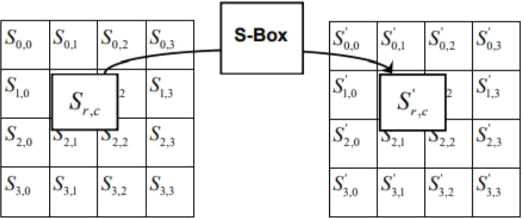 S-Box
S0,0 S0,1 S0,2 S0,3
S1,0 Sr,c 2 S1,3
S2,0 S2,1 S2,2 S2,3
S3,0 S3,1 S3,2 S3,3
S'0,0 S'0,1 S'0,2 S'0,3
S'1,0 S'r,c 2 S'1,3
S'2,0 S'2,1 S'2,2 S'2,3
S'3,0 S'3,1 S'3,2 S'3,3